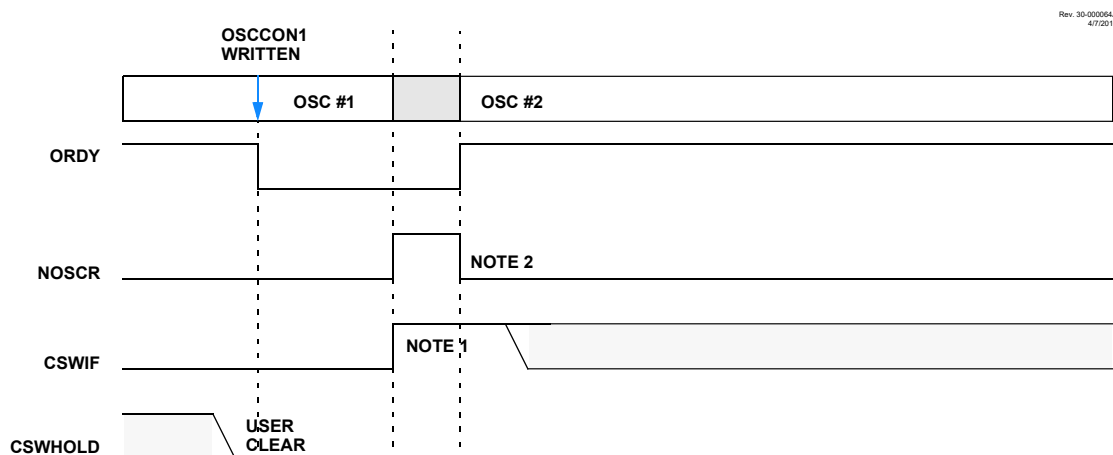 Rev. 30-000064
4/7/201
OSCCON1
WRITTEN
OSC #1
OSC #2
ORDY
NOSCR
NOTE 2
CSWIF
NOTE 1
CSWHOLD
USER
CLEAR